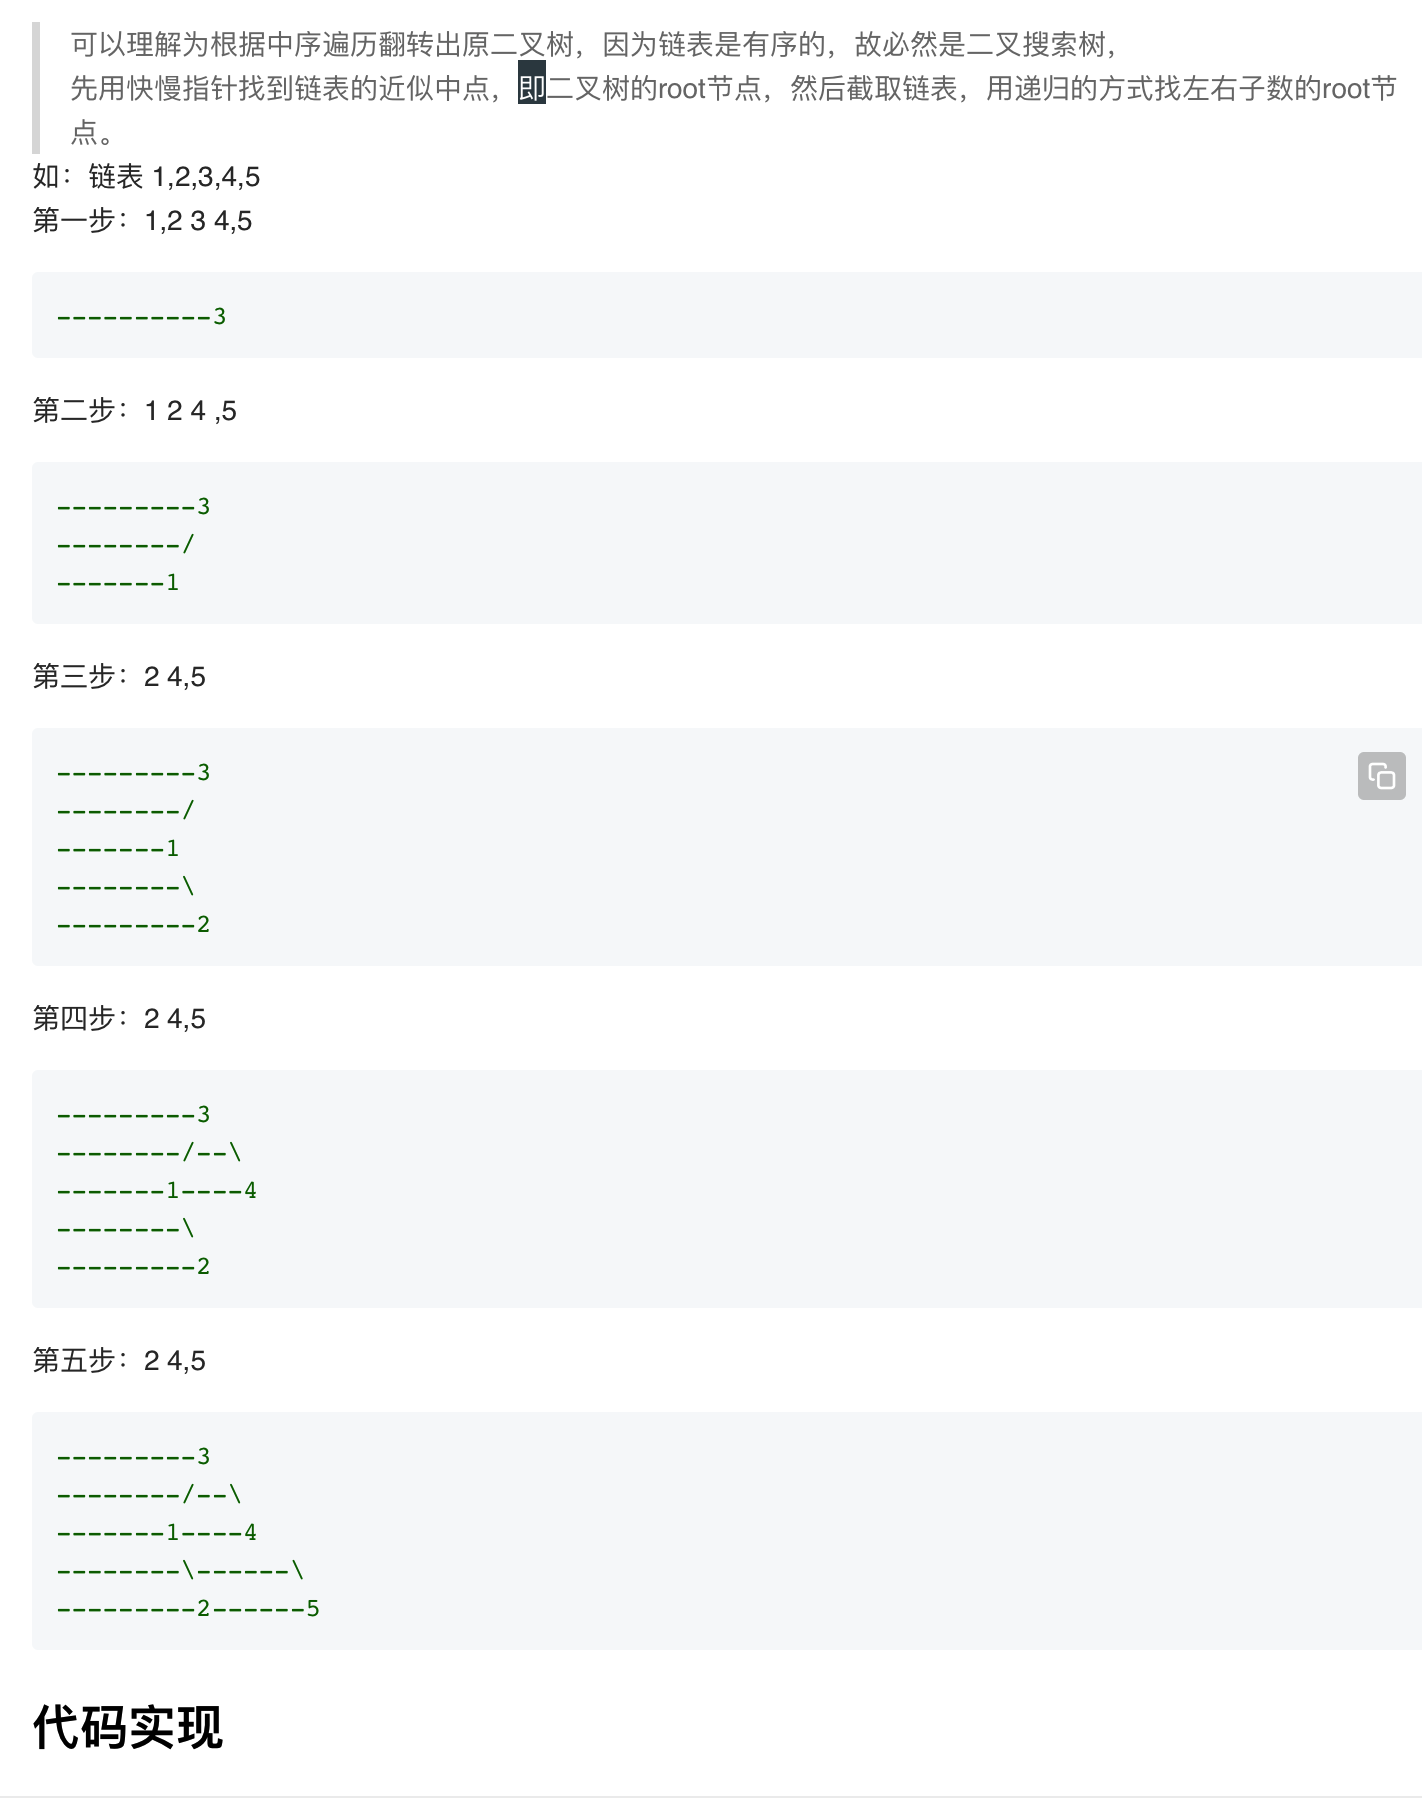 可以理解为根据中序遍历翻转出原二叉树，因为链表是有序的，故必然是二叉搜索树，
先用快慢指针找到链表的近似中点，即二叉树的root节点，然后截取链表，用递归的方式找左右子数的root节
点。
如：链表 1,2,3,4,5
第一步：1,2 3 4,5
----------3
第二步：1 2 4 ,5
---------3
--------/
-------1
第三步：2 4,5
---------3
--------/
-------1
--------\
---------2
第四步：2 4,5
---------3
--------/--\
-------1----4
--------\
---------2
第五步：2 4,5
---------3
--------/--\
-------1----4
--------\------\
---------2------5
代码实现